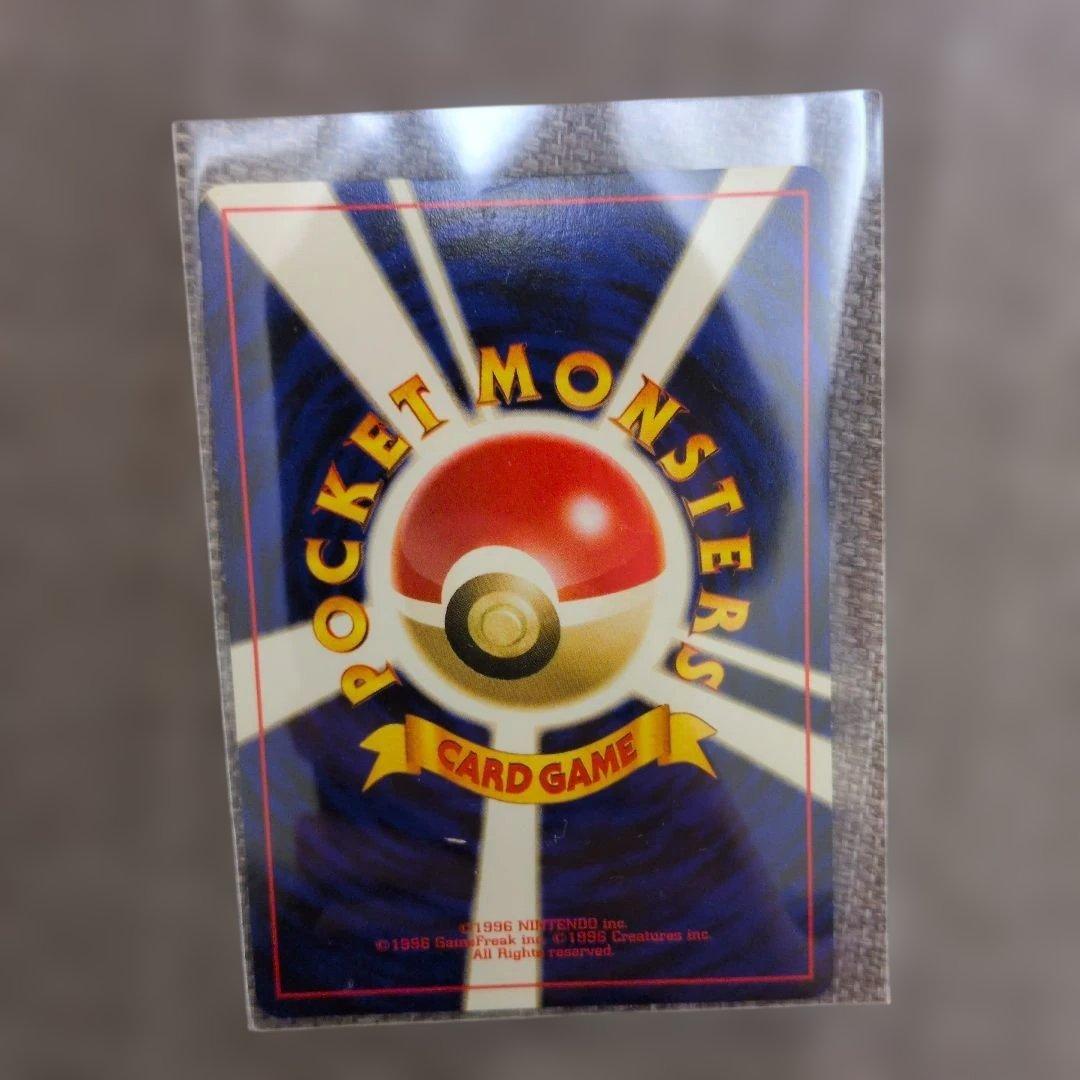 POCKET MONSTERS
CARD GAME
©1996 NINTENDO inc.
©1996 GameFreak inc. ©1996 Creatures inc.
All Rights reserved.